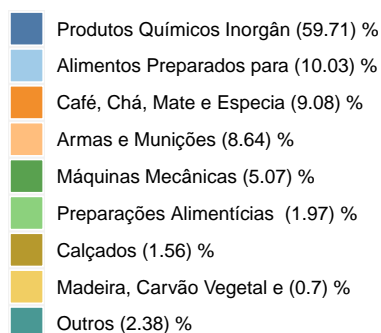 Produtos Químicos Inorgân (59.71) %
Alimentos Preparados para (10.03) %
Café, Chá, Mate e Especia (9.08) %
Armas e Munições (8.64) %
Máquinas Mecânicas (5.07) %
Preparações Alimentícias  (1.97) %
Calçados (1.56) %
Madeira, Carvão Vegetal e (0.7) %
Outros (2.38) %